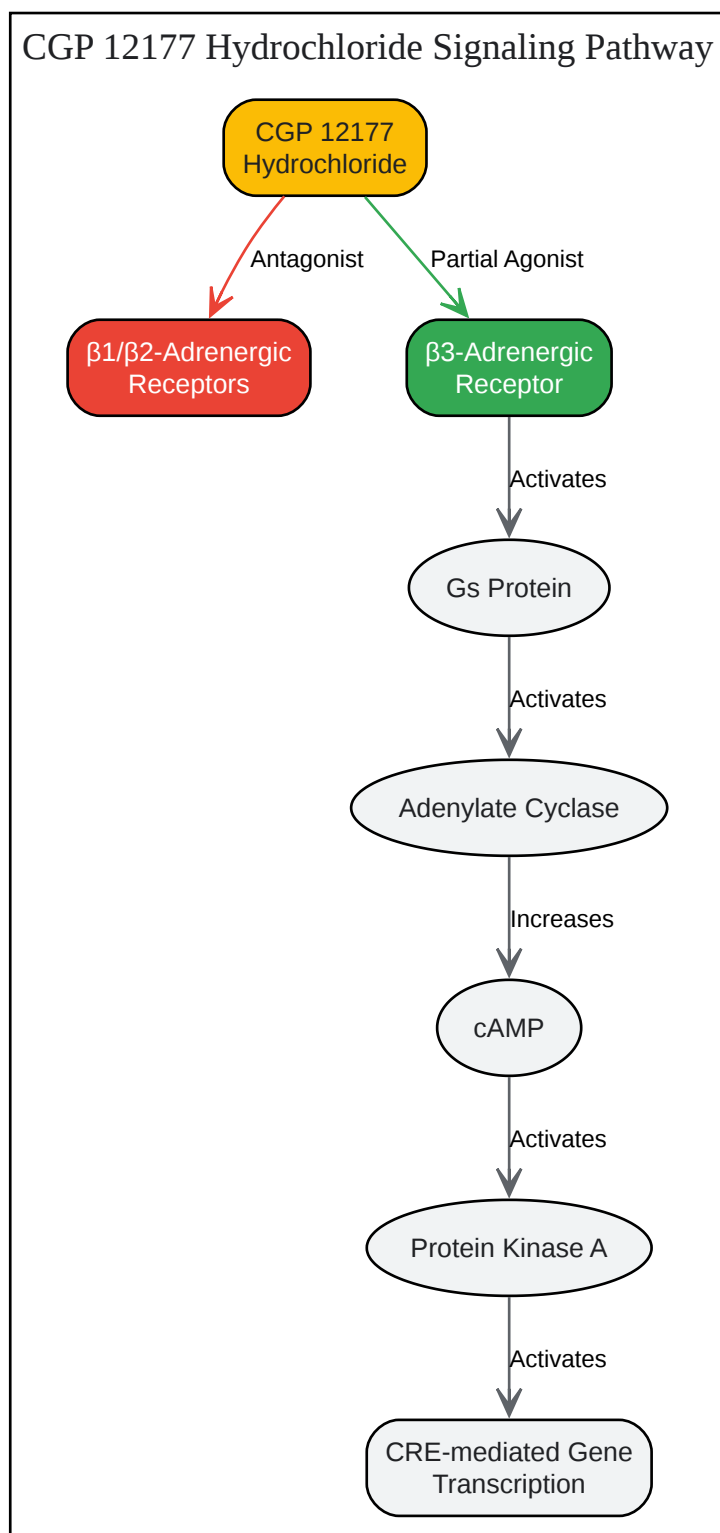 CGP 12177 Hydrochloride Signaling Pathway
CGP 12177
Hydrochloride
Antagonist
Partial Agonist
β1/β2-Adrenergic
Receptors
β3-Adrenergic
Receptor
Activates
Gs Protein
Activates
Adenylate Cyclase
Increases
cAMP
Activates
Protein Kinase A
Activates
CRE-mediated Gene
Transcription